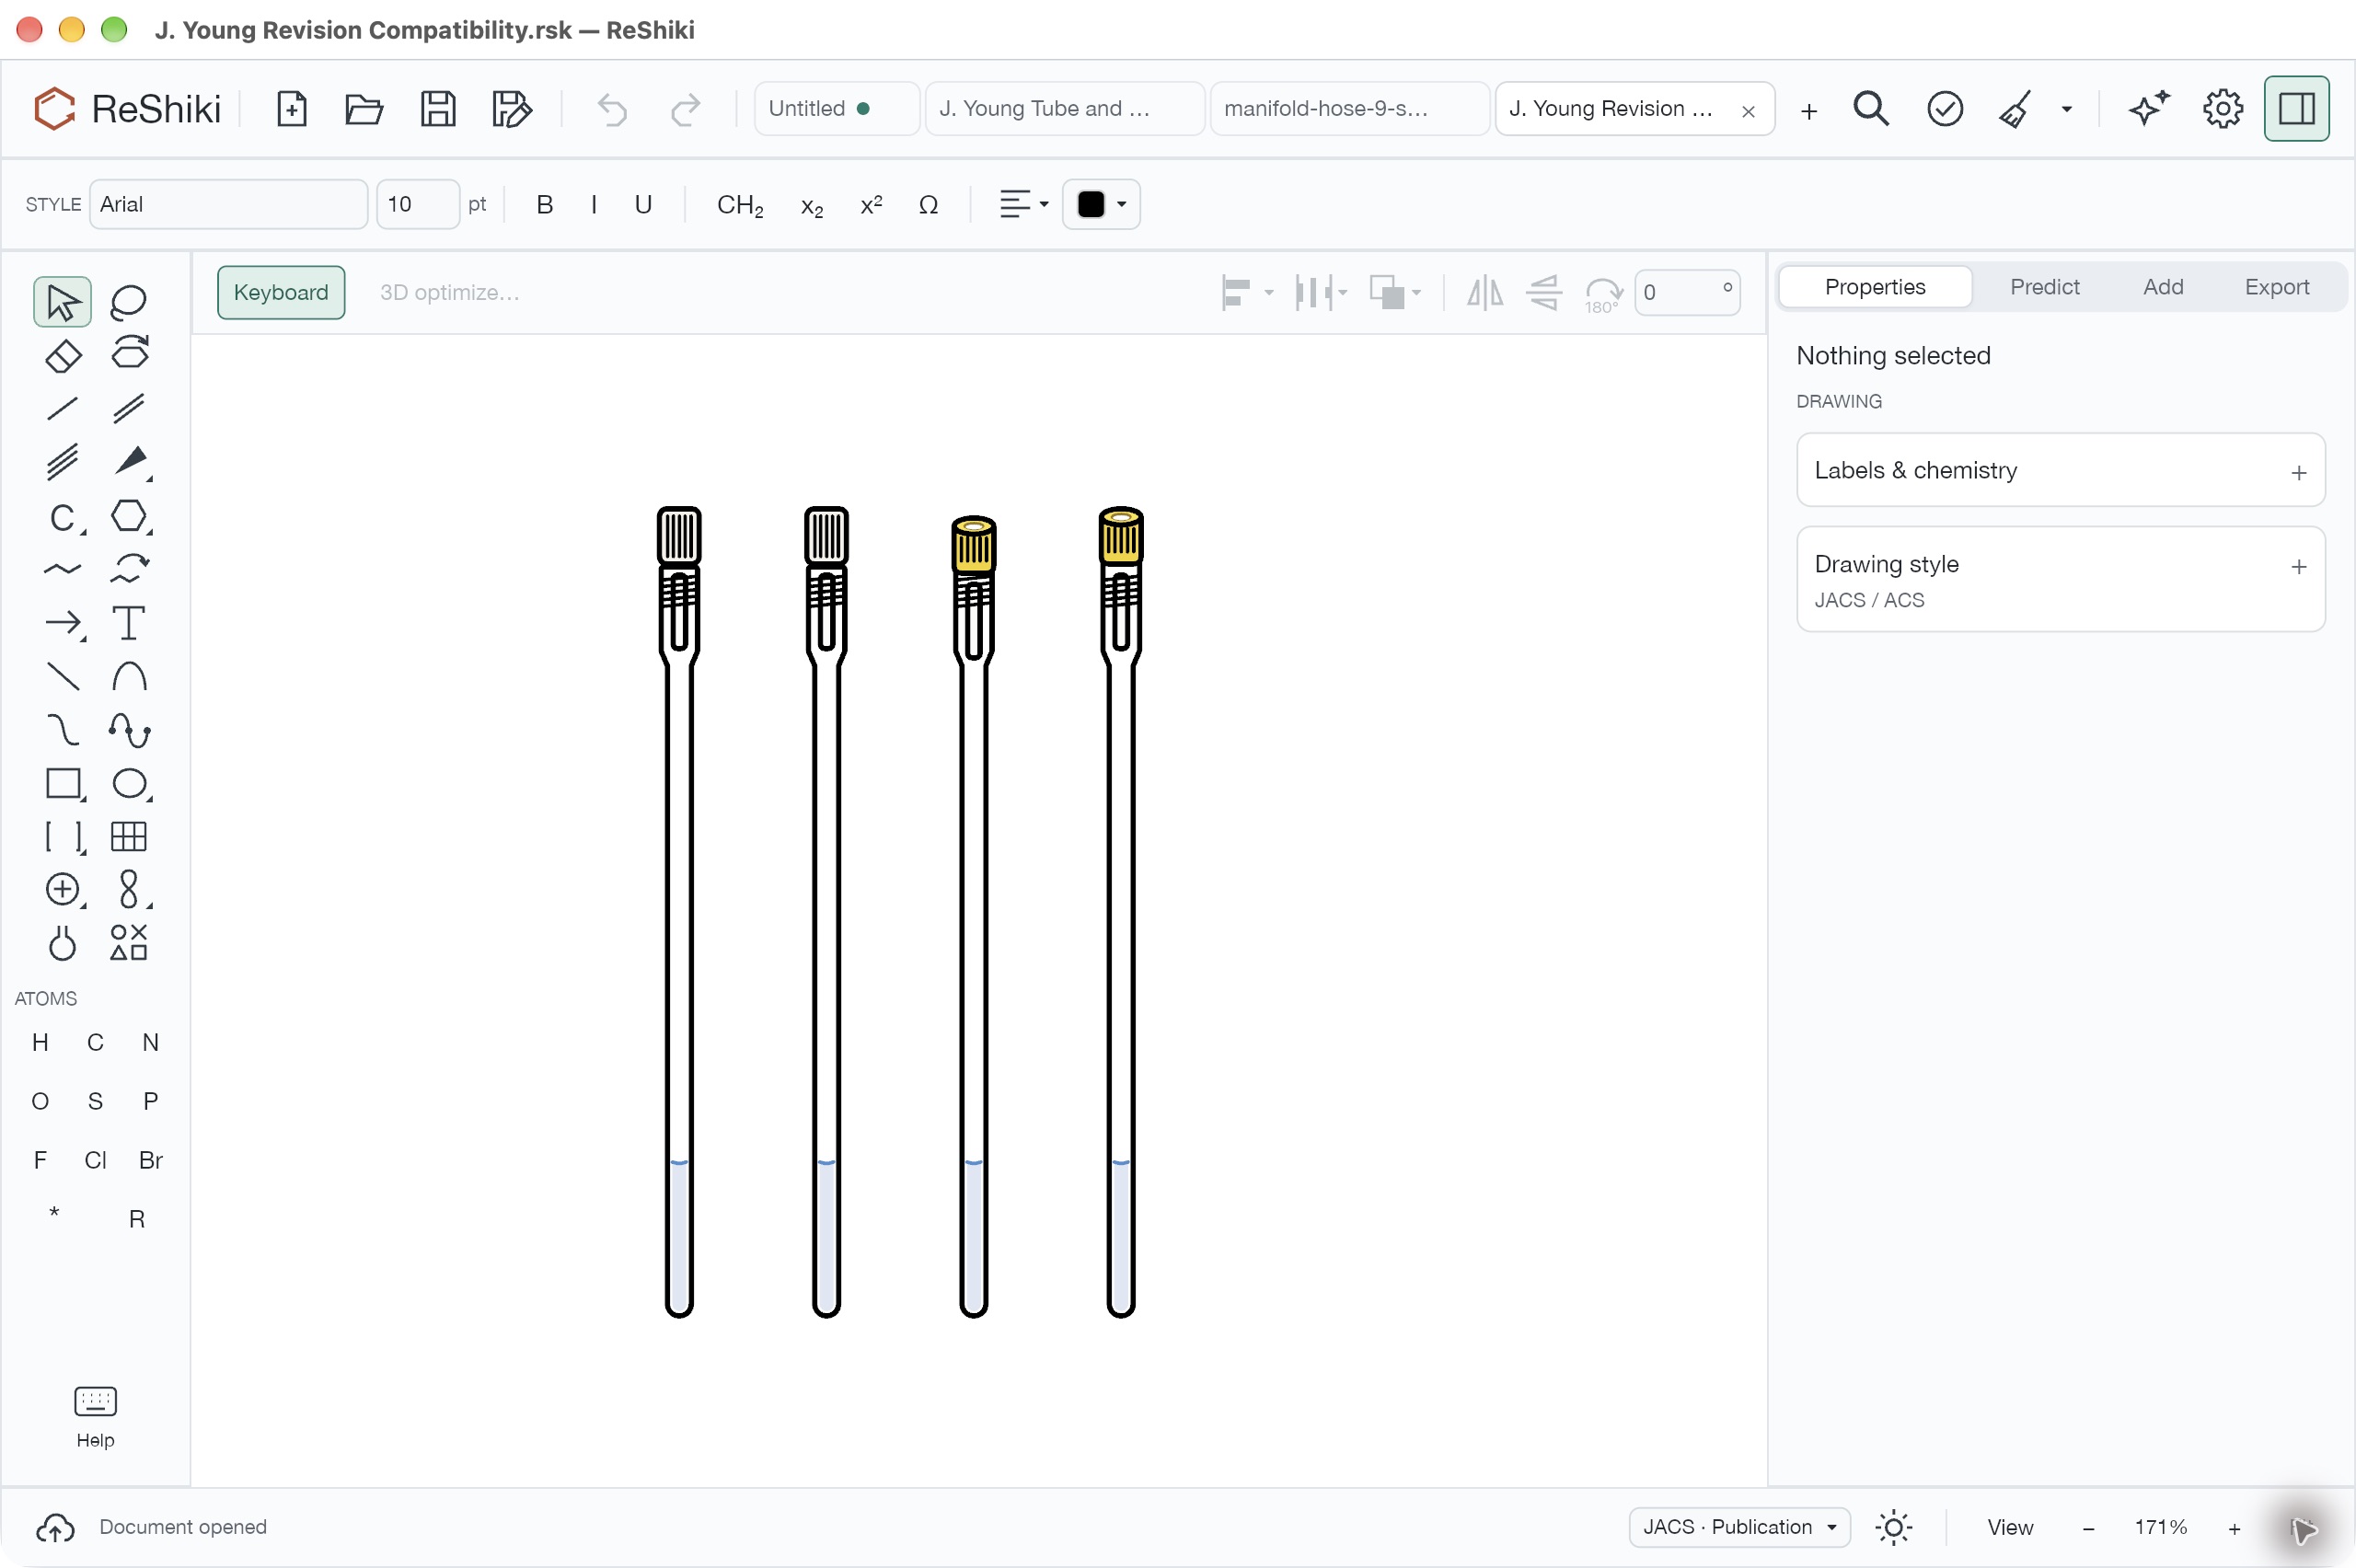 J. Young Revision Compatibility.rsk — ReShiki
ReShiki
Untitled
J. Young Tube and ...
manifold-hose-9-s...
J. Young Revision ...
STYLE Arial 10 pt B I U CH₂ x₂ x² Ω
Keyboard 3D optimize...
180° 0 °
Properties Predict Add Export
Nothing selected
DRAWING
Labels & chemistry +
Drawing style +
JACS / ACS
C
T
ATOMS
H C N
O S P
F Cl Br
* R
Help
Document opened
JACS · Publication View − 171% +